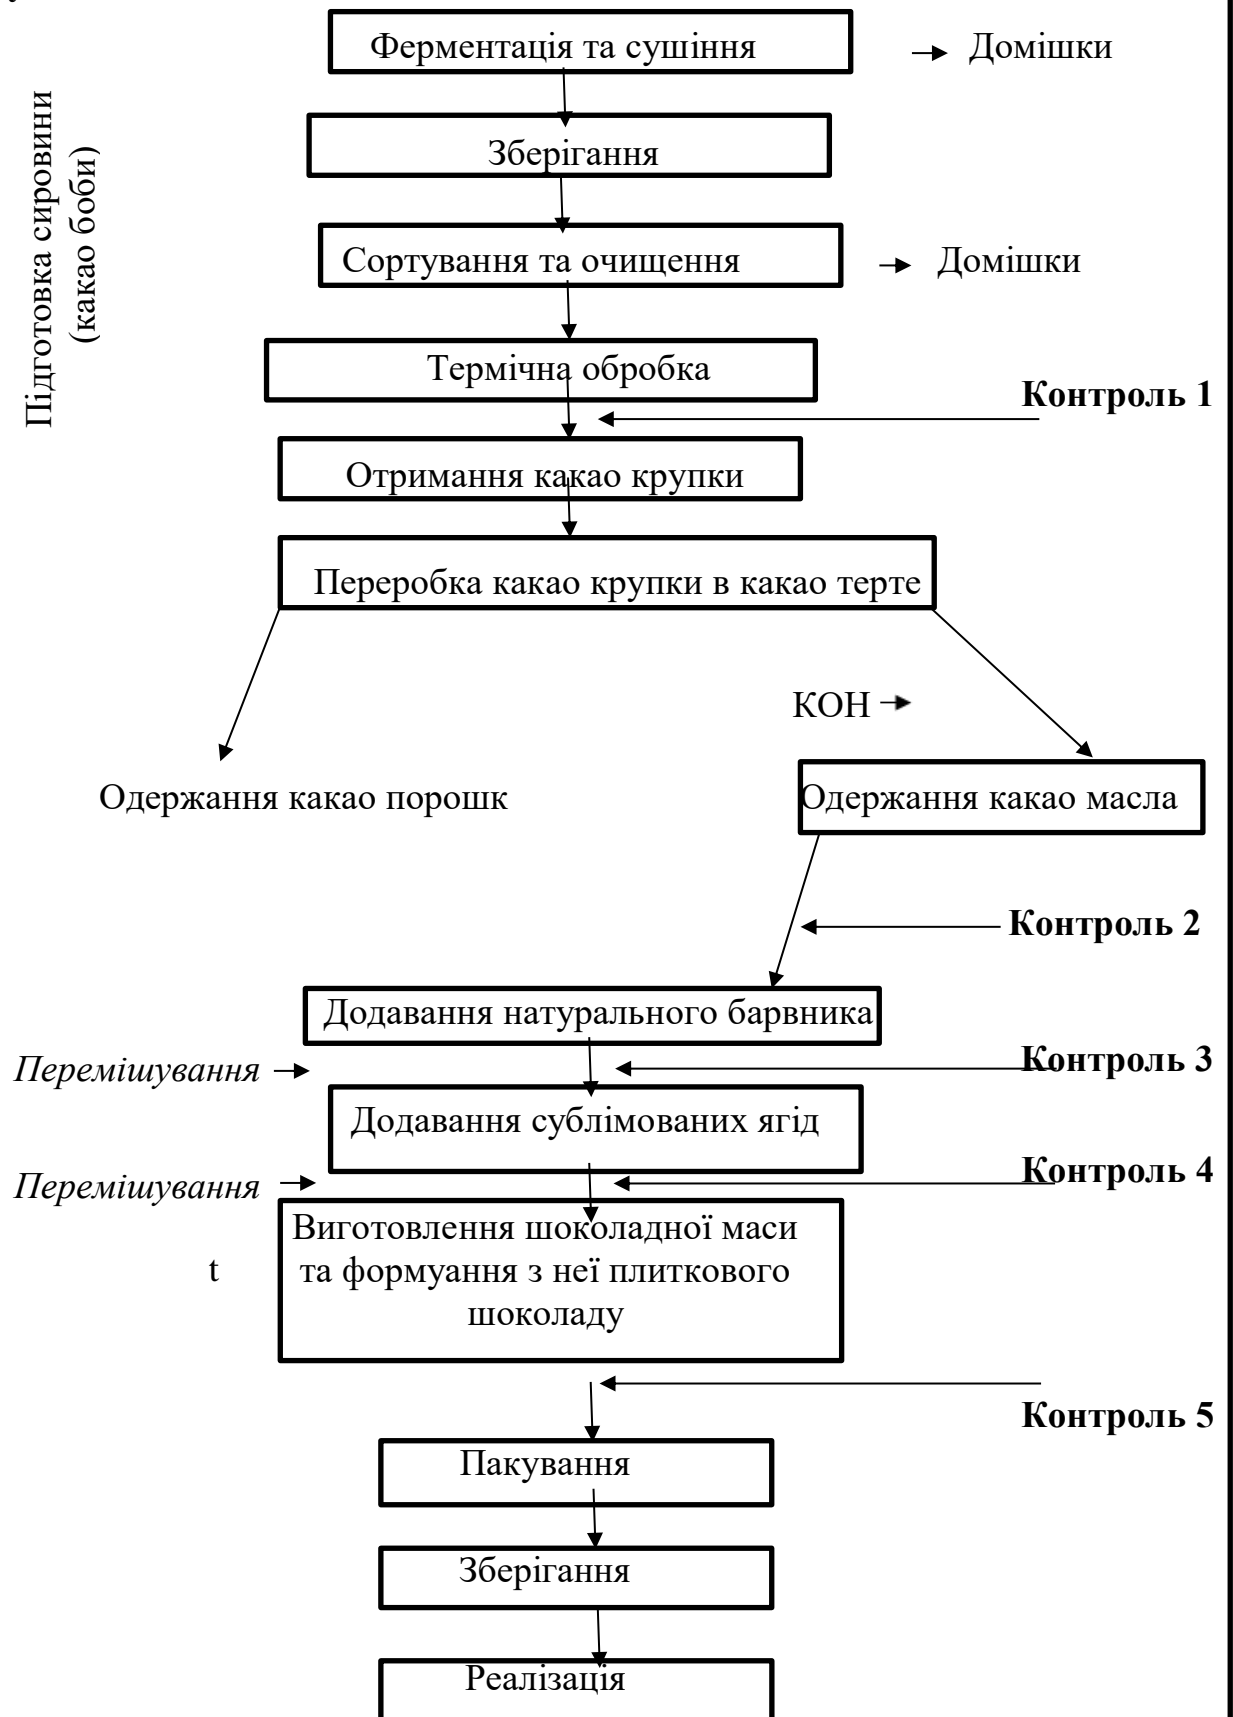 Ферментація та сушіння
Домішки
Підготовка сировини
(какао боби)
Зберігання
Сортування та очищення
Домішки
Термічна обробка
Контроль 1
Отримання какао крупки
Переробка какао крупки в какао терте
КОН
Одержання какао порошк
Одержання какао масла
Контроль 2
Додавання натурального барвника
Перемішування
Контроль 3
Додавання сублімованих ягід
Перемішування
Контроль 4
Виготовлення шоколадної маси
t
та формуання з неї плиткового
шоколаду
Контроль 5
Пакування
Зберігання
Реалізація